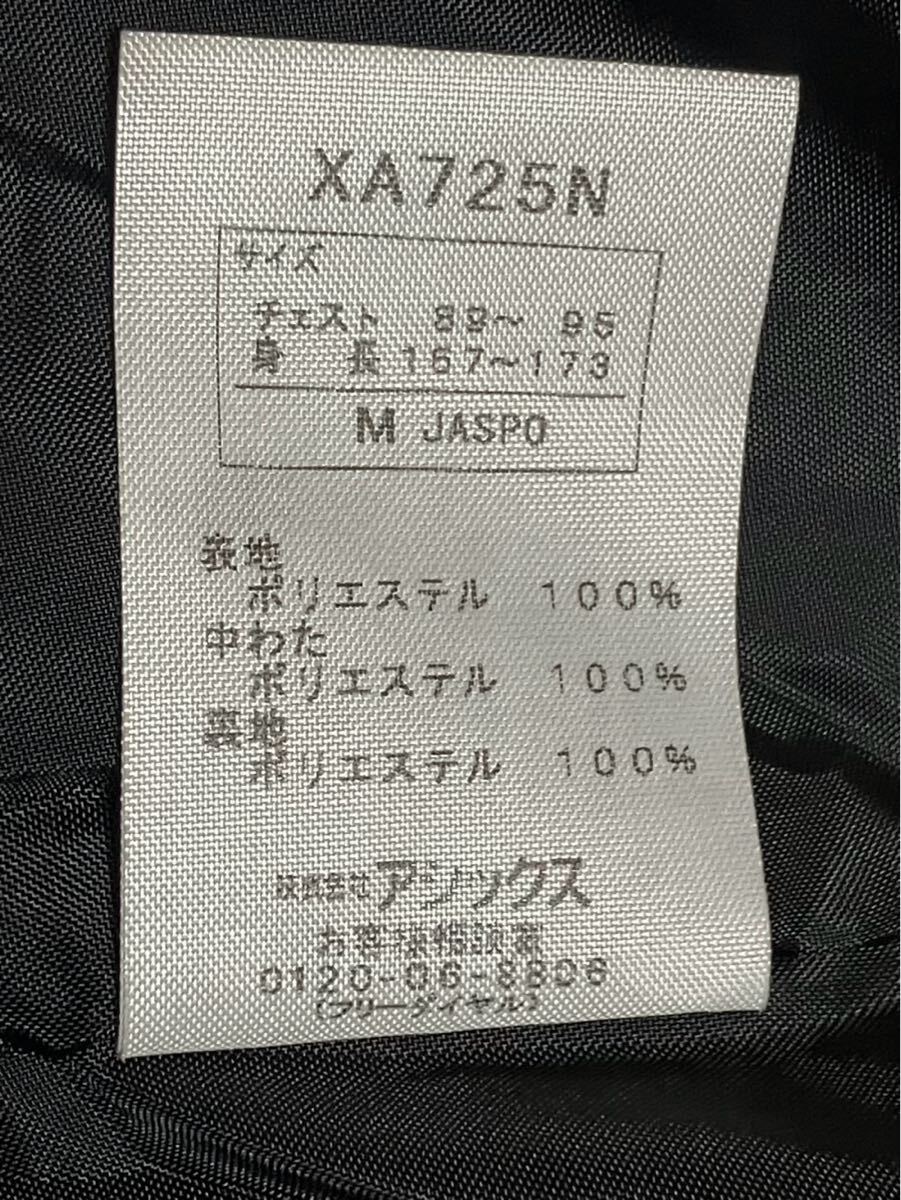 XA725N
サイズ
チェスト 89～ 95
身 長 167～173
M JASPO
表地
ポリエステル 100%
中わた
ポリエステル 100%
裏地
ポリエステル 100%
株式会社アシックス
お客様相談室
0120-06-8806
(フリーダイヤル)